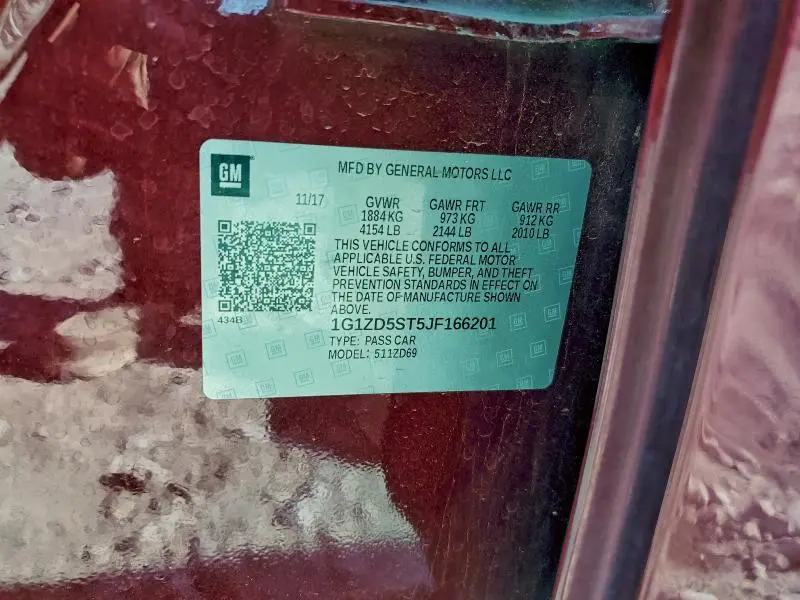 GM
MFD BY GENERAL MOTORS LLC
11/17
GVWR GAWR FRT GAWR RR
1884 KG 973 KG 912 KG
4154 LB 2144 LB 2010 LB
THIS VEHICLE CONFORMS TO ALL
APPLICABLE U.S. FEDERAL MOTOR
VEHICLE SAFETY, BUMPER, AND THEFT
PREVENTION STANDARDS IN EFFECT ON
THE DATE OF MANUFACTURE SHOWN
ABOVE.
434B
1G1ZD5ST5JF166201
TYPE: PASS CAR
MODEL: 511ZD69